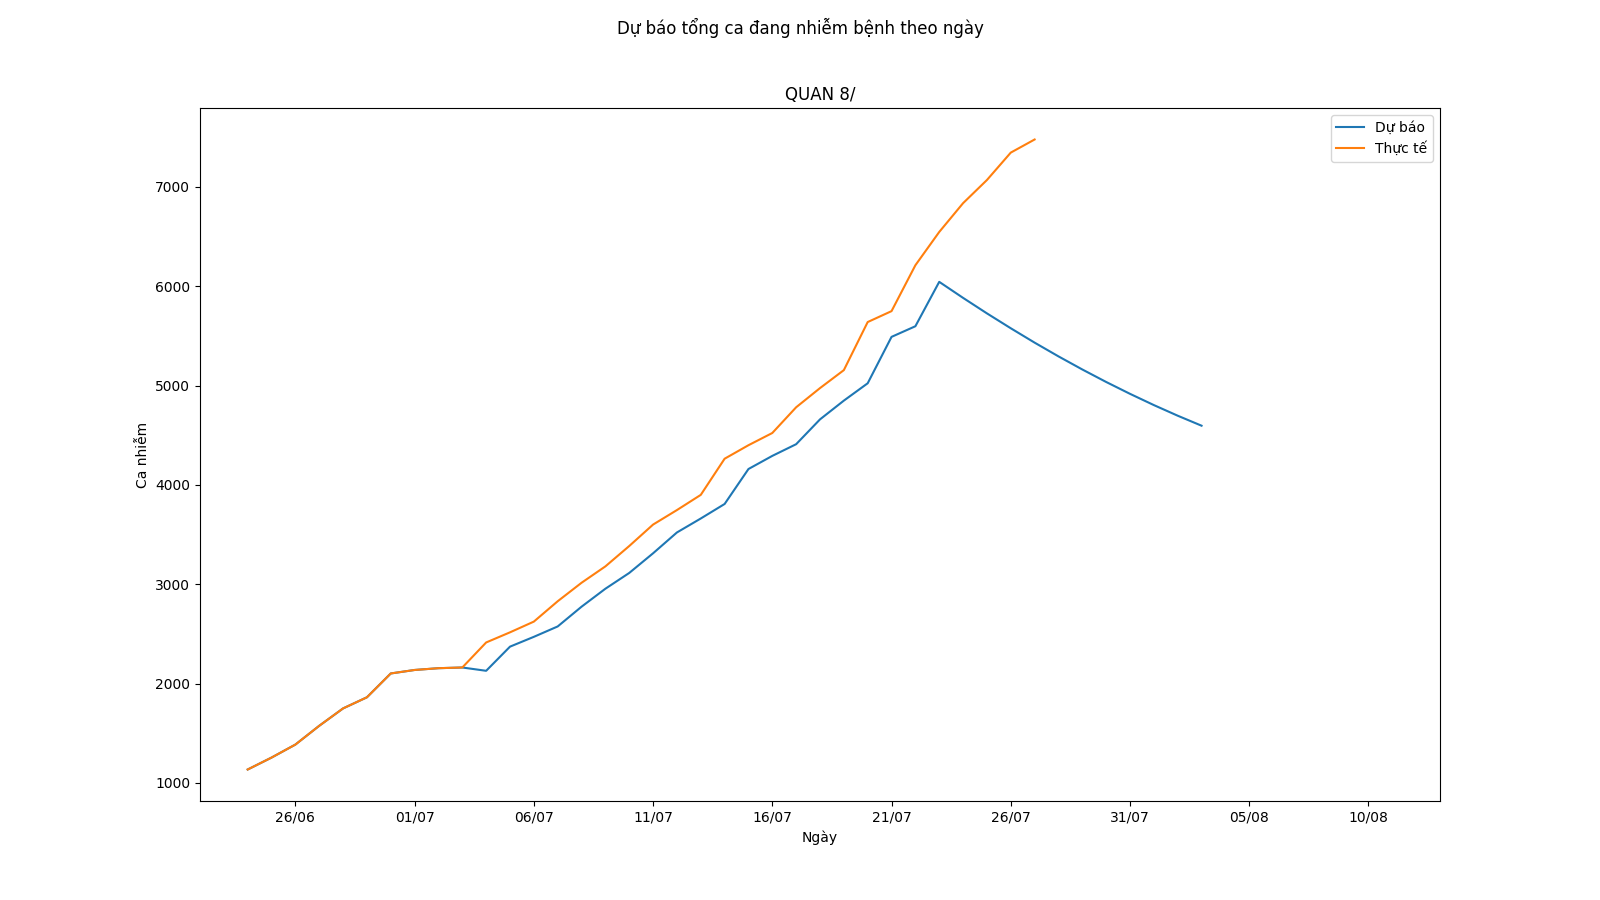 Dự báo tổng ca đang nhiễm bệnh theo ngày
QUAN 8/
Dự báo
Thực tế
7000
6000
5000
4000
3000
2000
1000
Ca nhiễm
26/06
01/07
06/07
11/07
16/07
21/07
26/07
31/07
05/08
10/08
Ngày